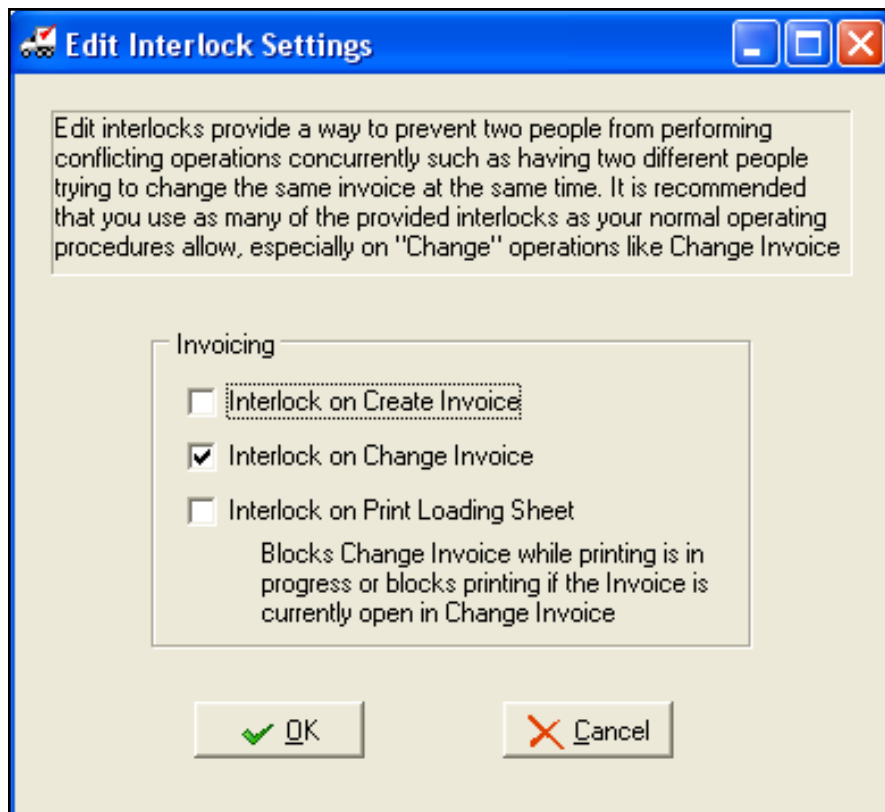 Edit Interlock Settings
Edit interlocks provide a way to prevent two people from performing
conflicting operations concurrently such as having two different people
trying to change the same invoice at the same time. It is recommended
that you use as many of the provided interlocks as your normal operating
procedures allow, especially on "Change" operations like Change Invoice
Invoicing
Interlock on Create Invoice
Interlock on Change Invoice
Interlock on Print Loading Sheet
Blocks Change Invoice while printing is in
progress or blocks printing if the Invoice is
currently open in Change Invoice
OK
Cancel